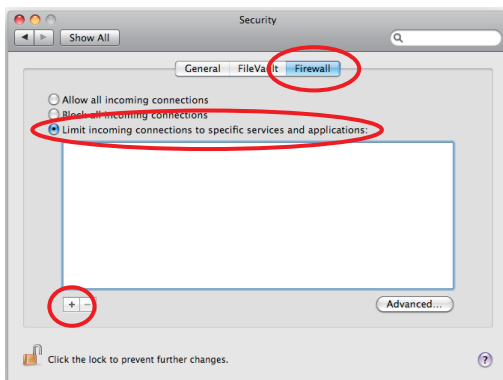 Security
Show All
General FileVault Firewall
Allow all incoming connections
Block all incoming connections
Limit incoming connections to specific services and applications:
+ −
Advanced...
Click the lock to prevent further changes.
?